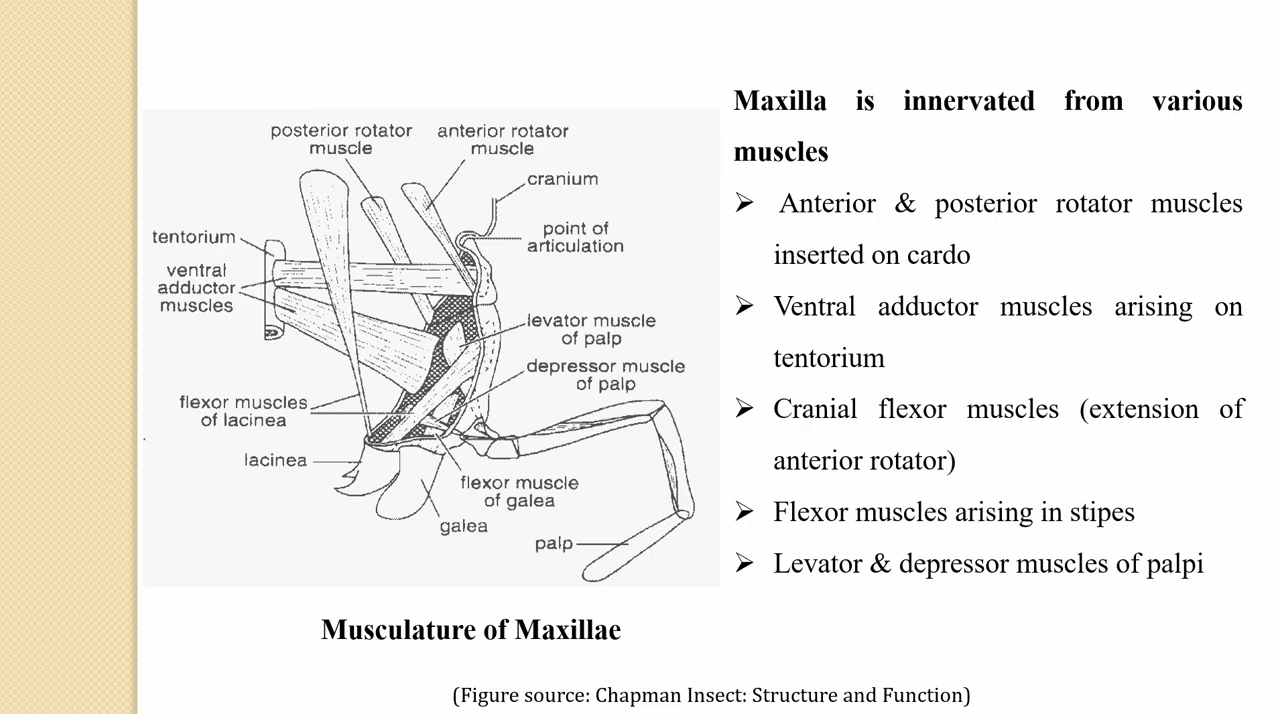 posterior rotator
muscle
anterior rotator
muscle
cranium
point of
articulation
tentorium
ventral
adductor
muscles
levator muscle
of palp
depressor muscle
of palp
flexor muscles
of lacinea
lacinea
flexor muscle
of galea
galea
palp
Musculature of Maxillae
Maxilla is innervated from various
muscles
➢ Anterior & posterior rotator muscles
inserted on cardo
➢ Ventral adductor muscles arising on
tentorium
➢ Cranial flexor muscles (extension of
anterior rotator)
➢ Flexor muscles arising in stipes
➢ Levator & depressor muscles of palpi
(Figure source: Chapman Insect: Structure and Function)